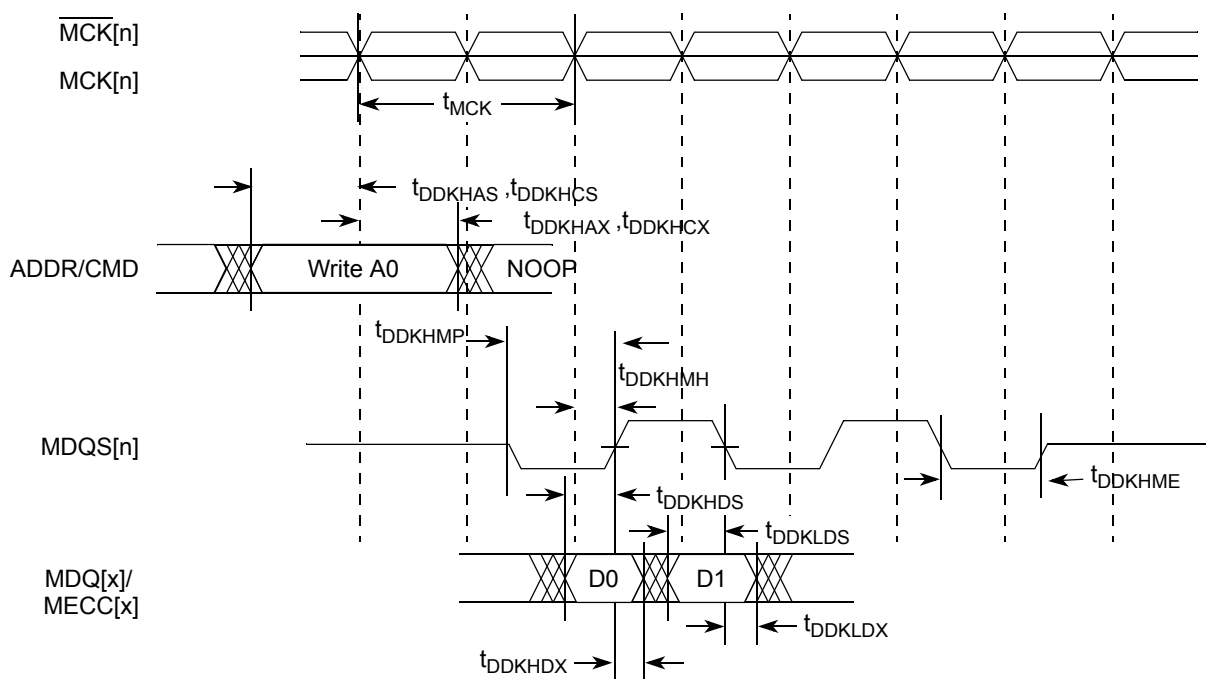 MCK[n]
MCK[n]
tMCK
tDDKHAS ,tDDKHCS
tDDKHAX ,tDDKHCX
ADDR/CMD
Write A0
NOOP
tDDKHMP
tDDKHMH
MDQS[n]
tDDKHME
tDDKHDS
tDDKLDS
MDQ[x]/
MECC[x]
D0
D1
tDDKLDX
tDDKHDX